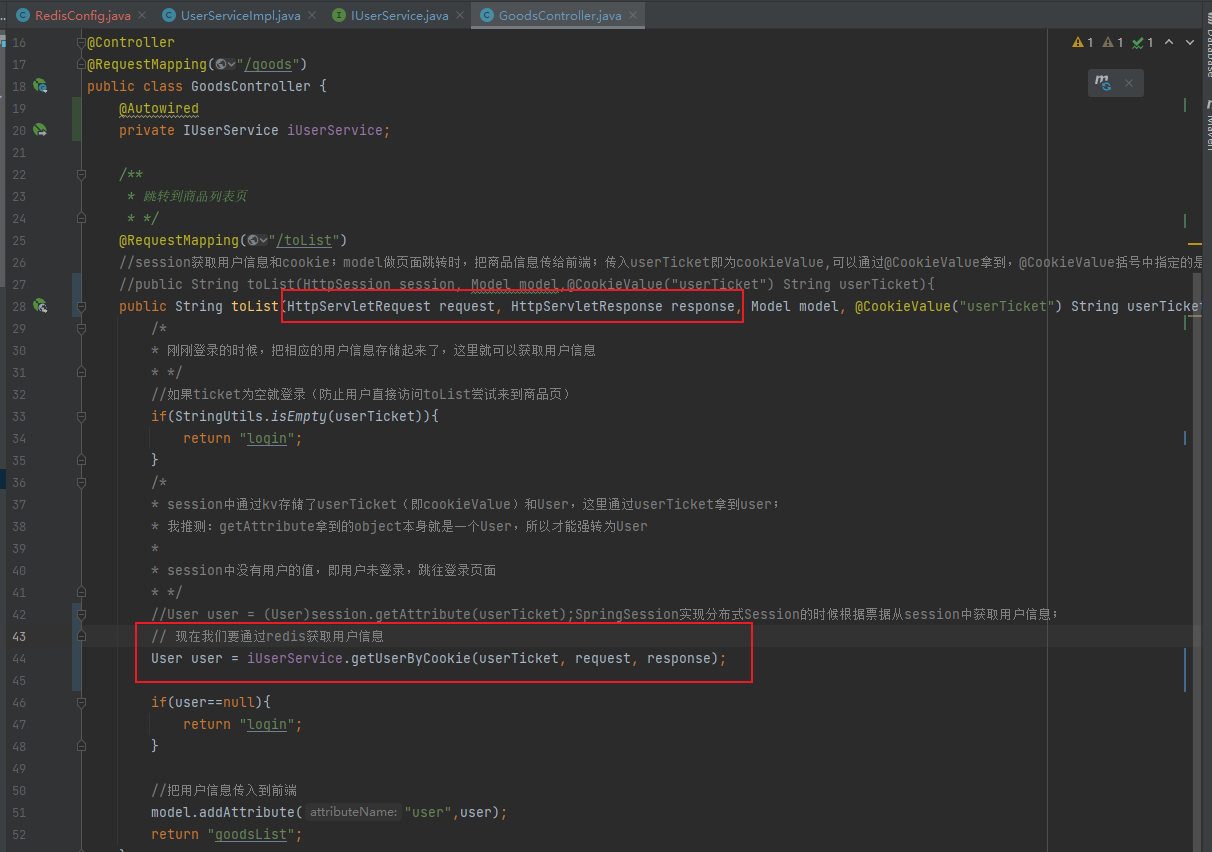 RedisConfig.java × UserServiceImpl.java × IUserService.java × GoodsController.java ×
1 1 1
16 @Controller
17 @RequestMapping("/goods")
18 public class GoodsController {
19 @Autowired
20 private IUserService iUserService;
21
22 /**
23 * 跳转到商品列表页
24 * */
25 @RequestMapping("/toList")
26 //session获取用户信息和cookie；model做页面跳转时，把商品信息传给前端；传入userTicket即为cookieValue,可以通过@CookieValue拿到，@CookieValue括号中指定的是
27 //public String toList(HttpSession session, Model model,@CookieValue("userTicket") String userTicket){
28 public String toList(HttpServletRequest request, HttpServletResponse response, Model model, @CookieValue("userTicket") String userTicke
29 /*
30 * 刚刚登录的时候，把相应的用户信息存储起来了，这里就可以获取用户信息
31 * */
32 //如果ticket为空就登录（防止用户直接访问toList尝试来到商品页）
33 if(StringUtils.isEmpty(userTicket)){
34 return "login";
35 }
36 /*
37 * session中通过kv存储了userTicket（即cookieValue）和User，这里通过userTicket拿到user；
38 * 我推测：getAttribute拿到的object本身就是一个User，所以才能强转为User
39 *
40 * session中没有用户的值，即用户未登录，跳往登录页面
41 * */
42 //User user = (User)session.getAttribute(userTicket);SpringSession实现分布式Session的时候根据票据从session中获取用户信息；
43 // 现在我们要通过redis获取用户信息
44 User user = iUserService.getUserByCookie(userTicket, request, response);
45
46 if(user==null){
47 return "login";
48 }
49
50 //把用户信息传入到前端
51 model.addAttribute( attributeName: "user",user);
52 return "goodsList";
Database
Maven